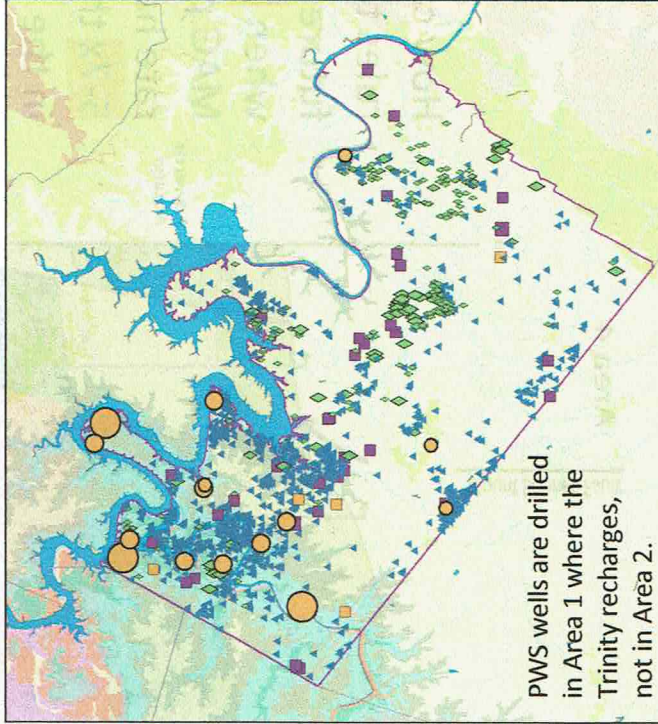 PWS wells are drilled
in Area 1 where the
Trinity recharges,
not in Area 2.